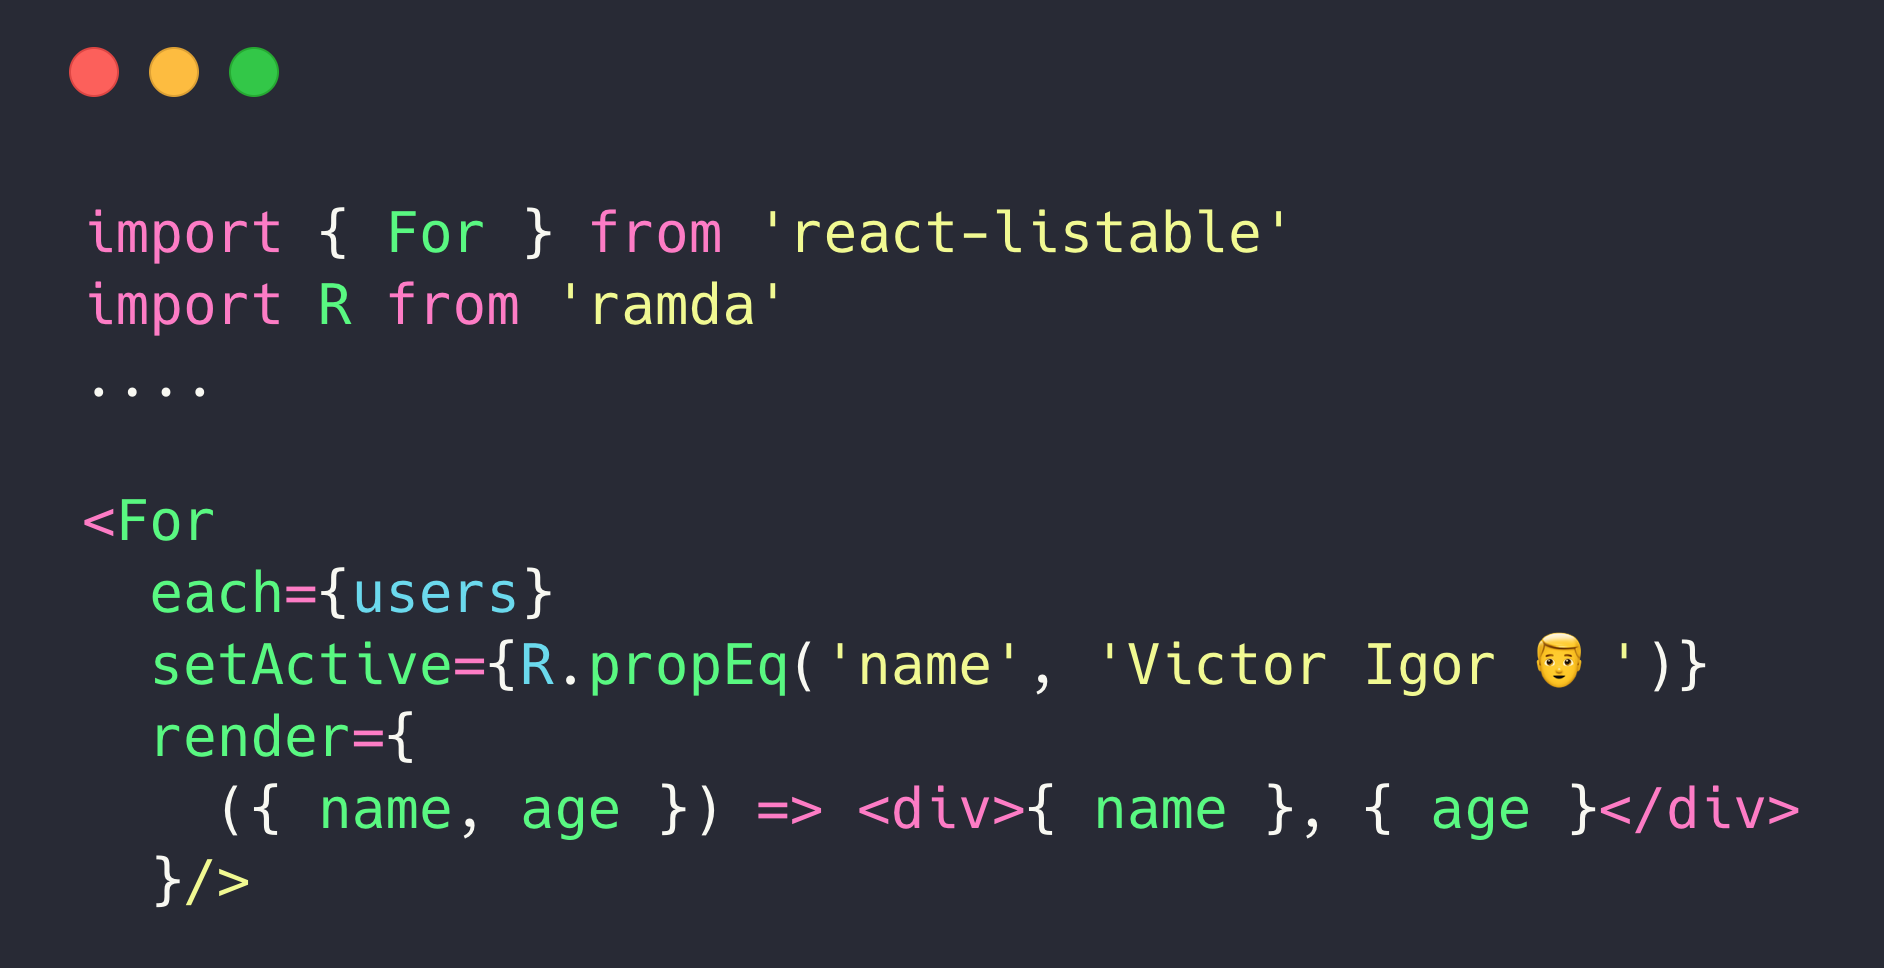 import { For } from 'react-listable'
import R from 'ramda'
....
<For
  each={users}
  setActive={R.propEq('name', 'Victor Igor 👨 ')}
  render={
    ({ name, age }) => <div>{ name }, { age }</div>
  }/>